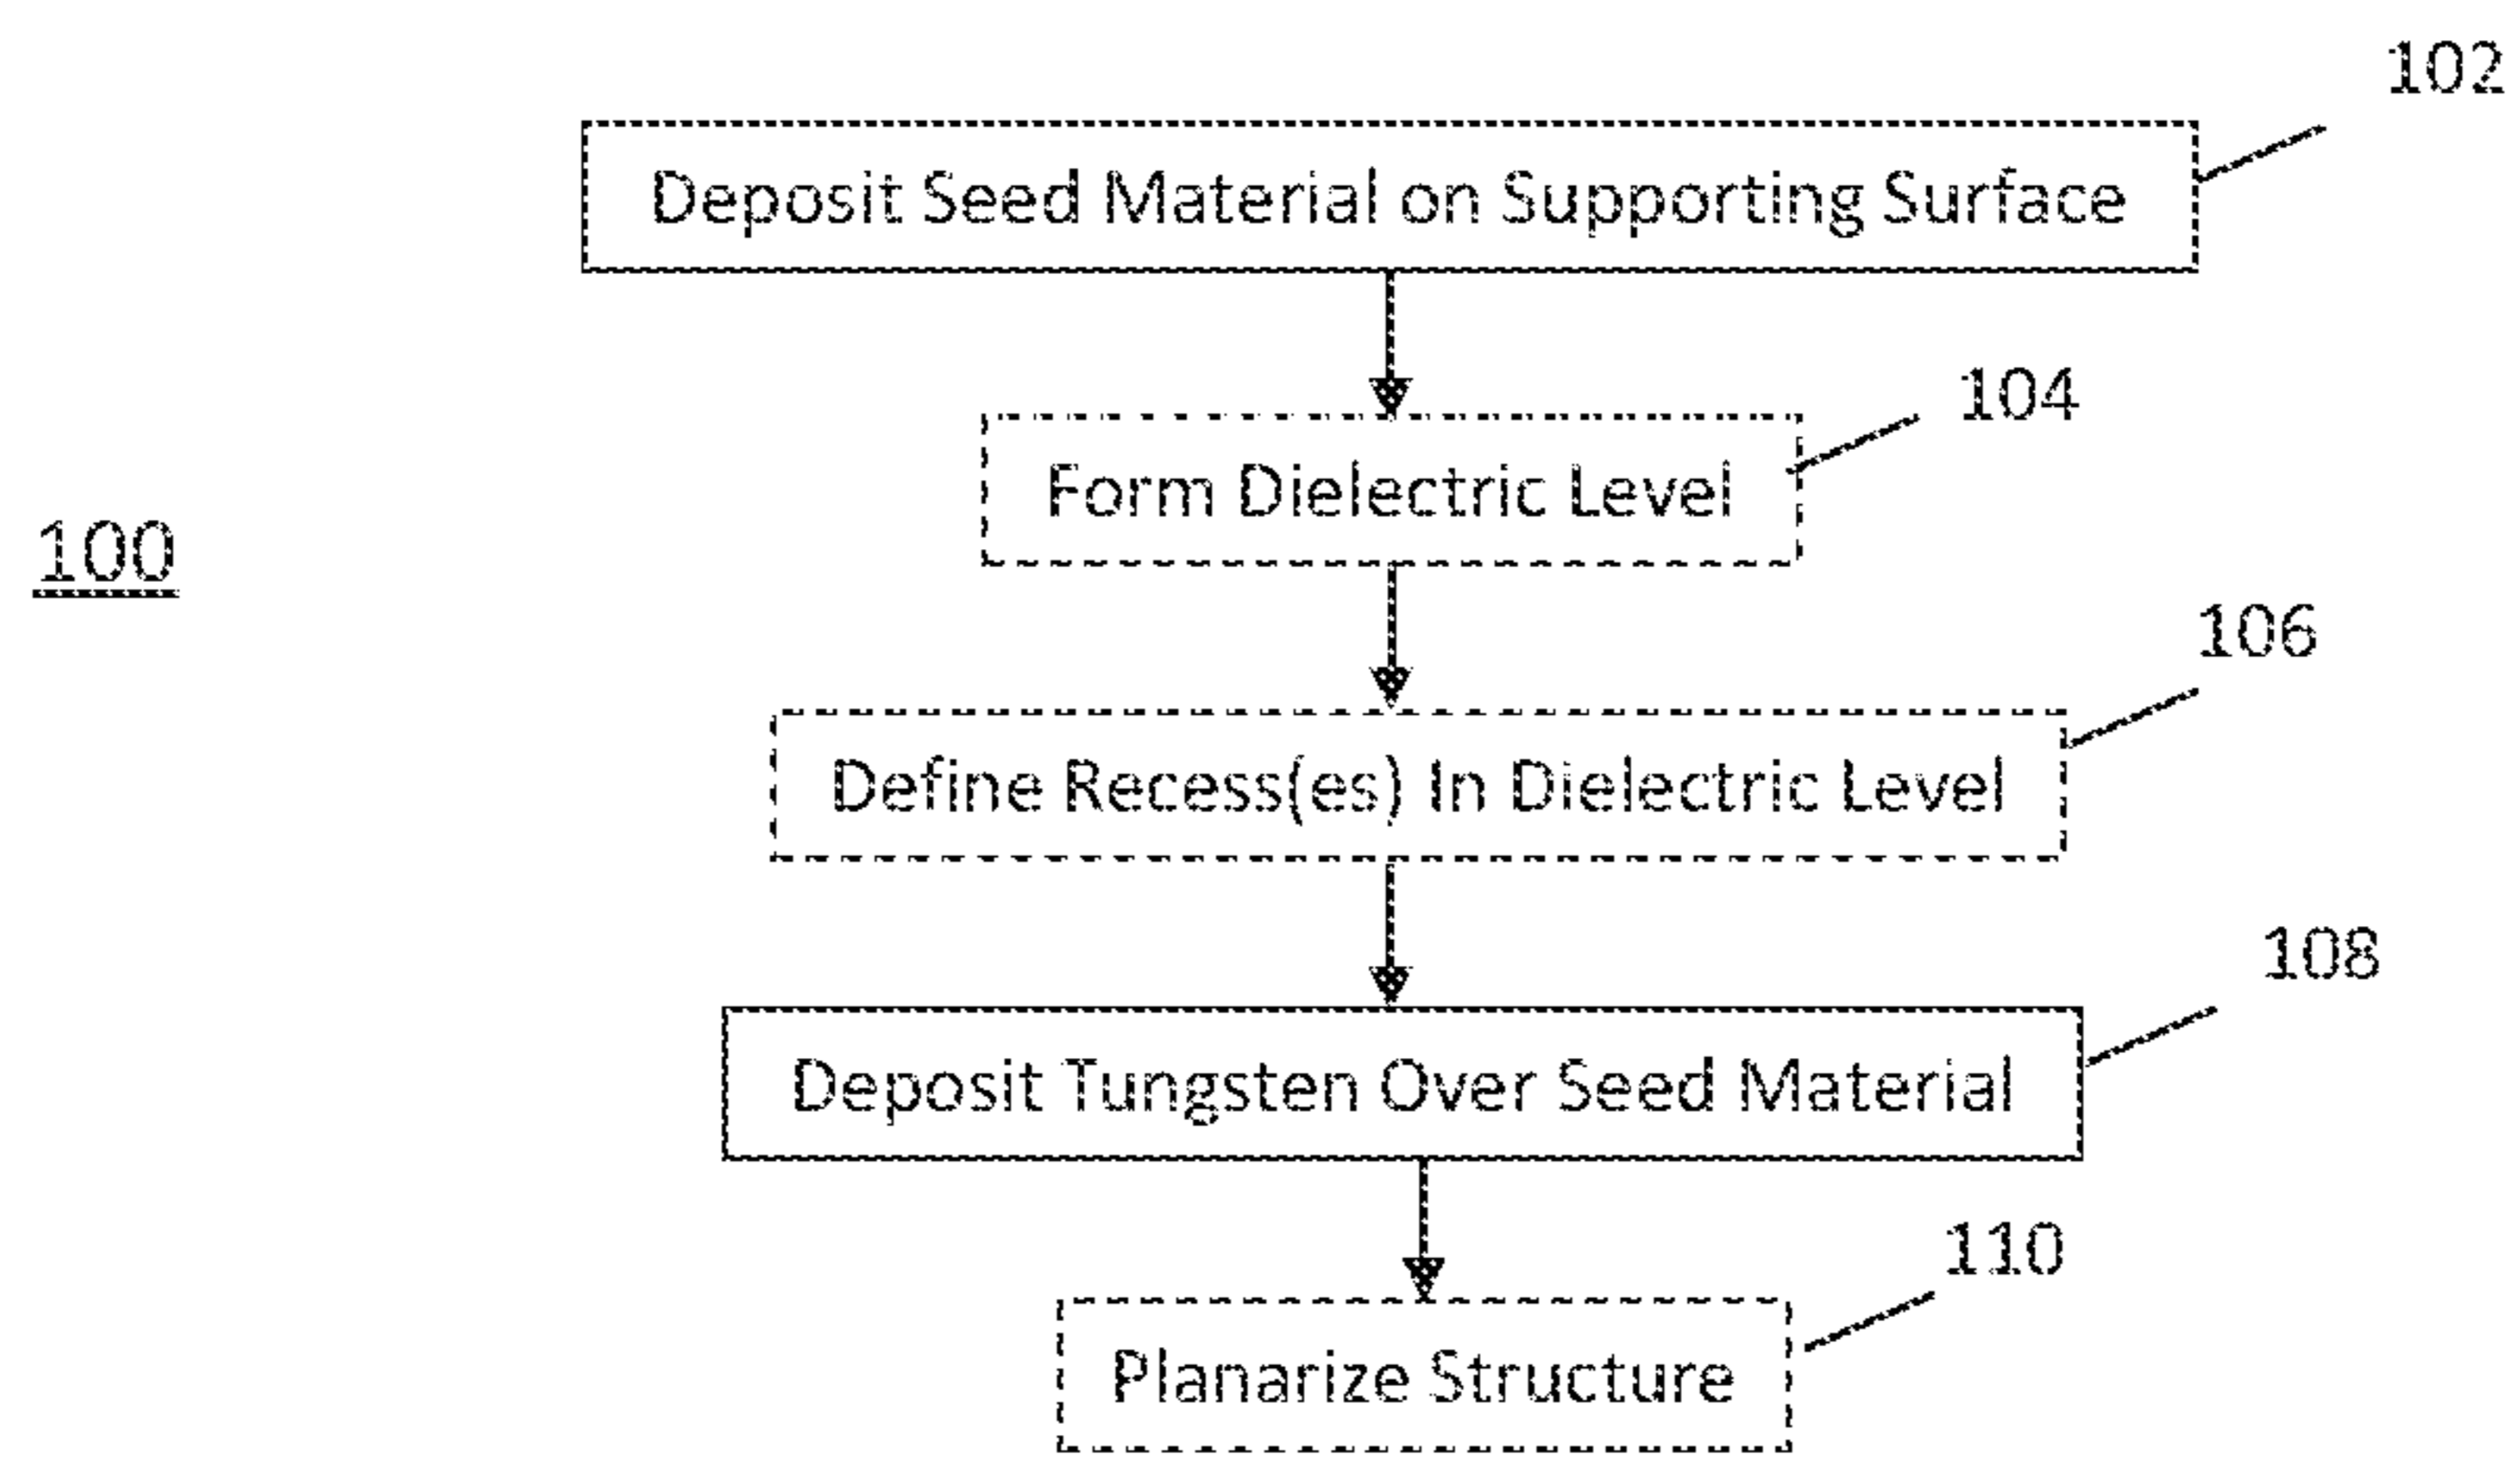 102
Deposit Seed Material on Supporting Surface
104
Form Dielectric Level
100
106
Define Recess(es) In Dielectric Level
108
Deposit Tungsten Over Seed Material
110
Planarize Structure